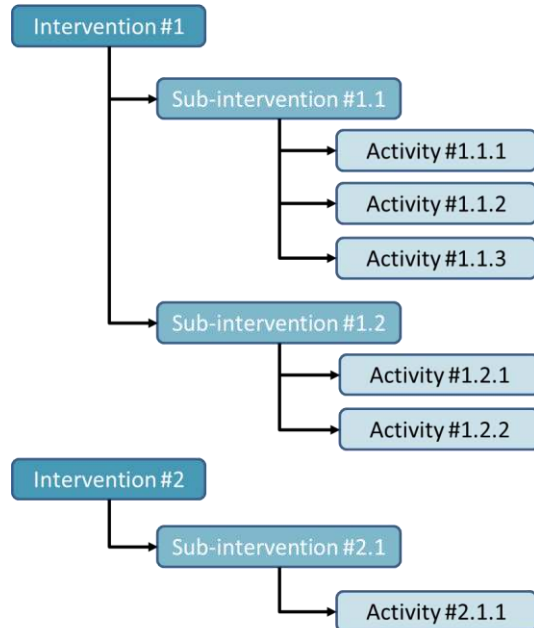 Intervention #1
Sub-intervention #1.1
Activity #1.1.1
Activity #1.1.2
Activity #1.1.3
Sub-intervention #1.2
Activity #1.2.1
Activity #1.2.2
Intervention #2
Sub-intervention #2.1
Activity #2.1.1